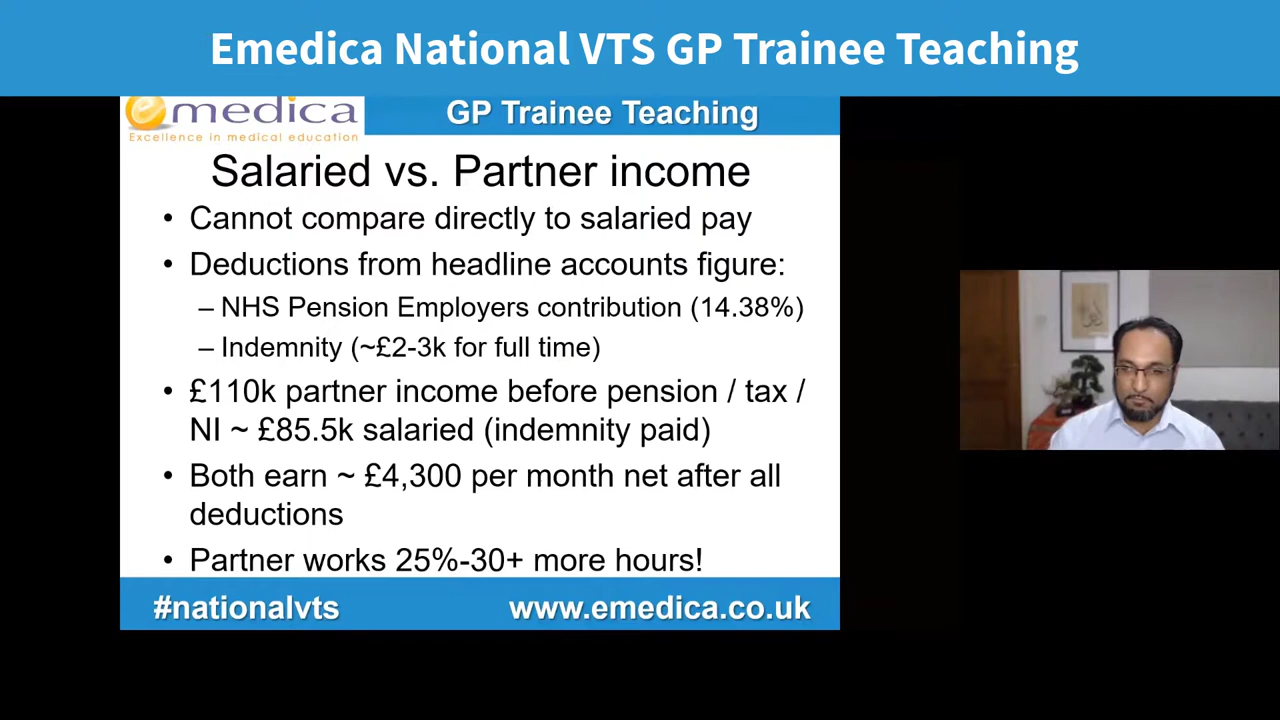 Emedica National VTS GP Trainee Teaching
emedica
Excellence in medical education
GP Trainee Teaching
Salaried vs. Partner income
• Cannot compare directly to salaried pay
• Deductions from headline accounts figure:
– NHS Pension Employers contribution (14.38%)
– Indemnity (~£2-3k for full time)
• £110k partner income before pension / tax /
NI ~ £85.5k salaried (indemnity paid)
• Both earn ~ £4,300 per month net after all
deductions
• Partner works 25%-30+ more hours!
#nationalvts
www.emedica.co.uk